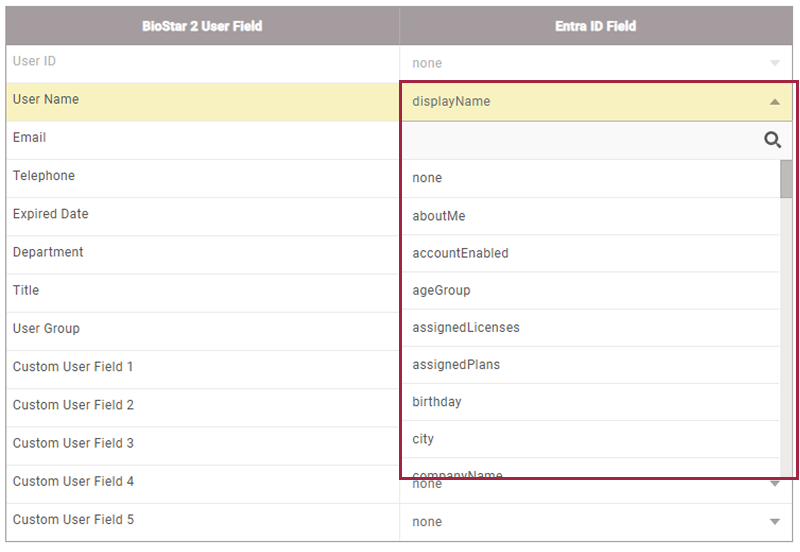 BioStar 2 User Field Entra ID Field
User ID none
User Name displayName
Email
Telephone none
Expired Date aboutMe
Department accountEnabled
Title ageGroup
User Group assignedLicenses
Custom User Field 1 assignedPlans
Custom User Field 2 birthday
Custom User Field 3 city
companyName
Custom User Field 4 none
Custom User Field 5 none